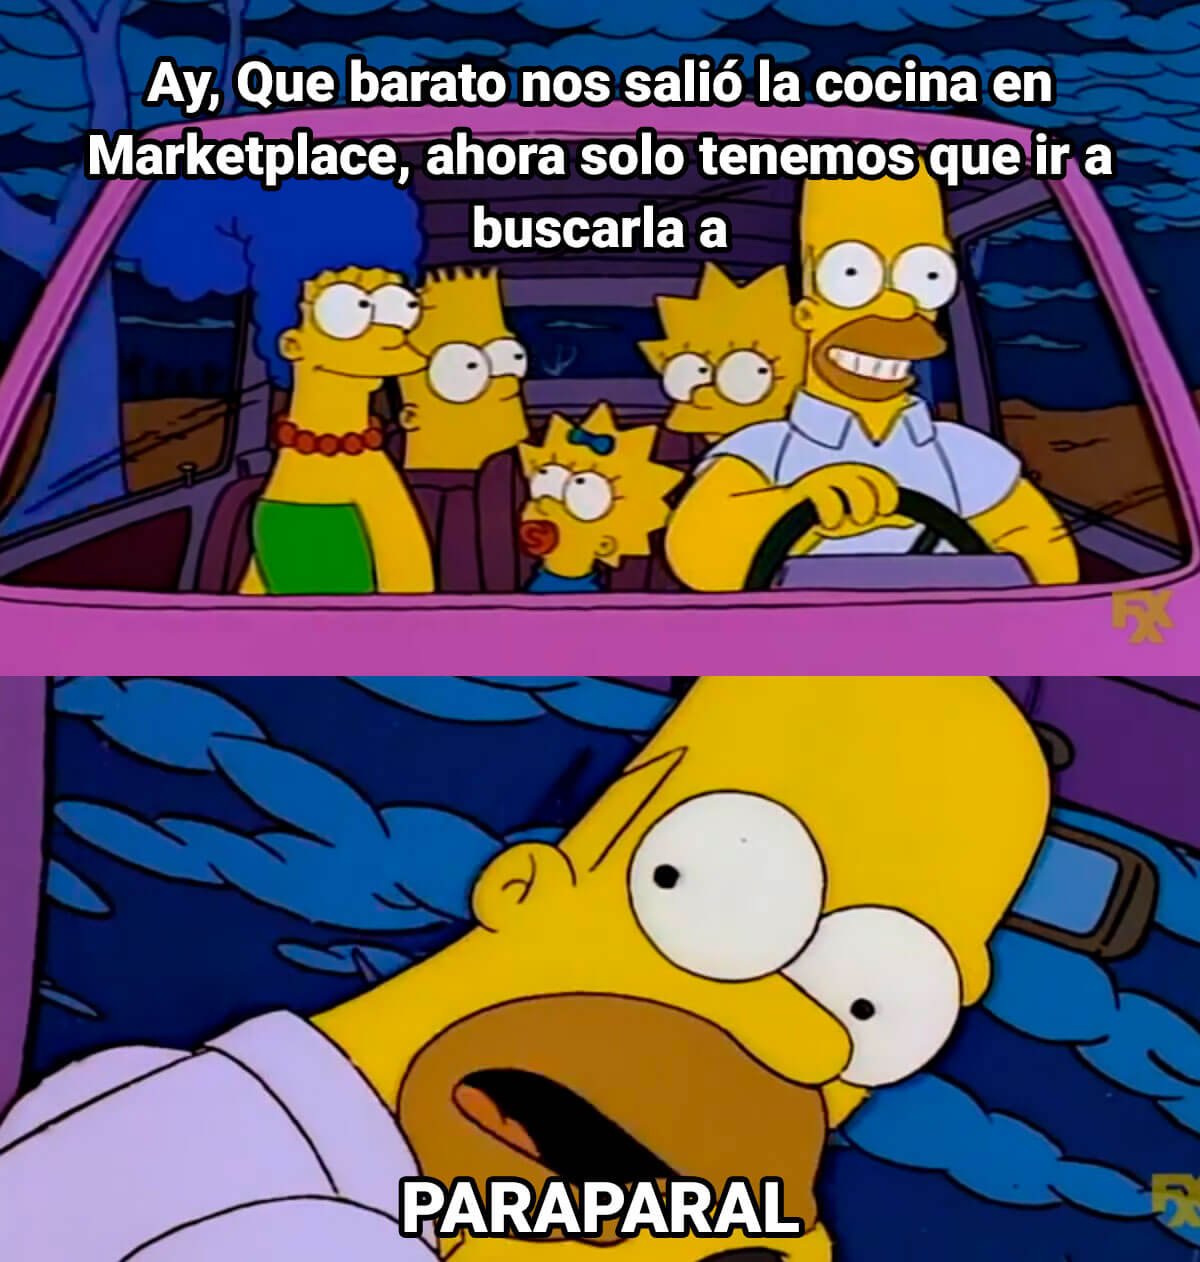 Ay, Que barato nos salió la cocina en
Marketplace, ahora solo tenemos que ir a
buscarla a
FX
PARAPARAL
FX